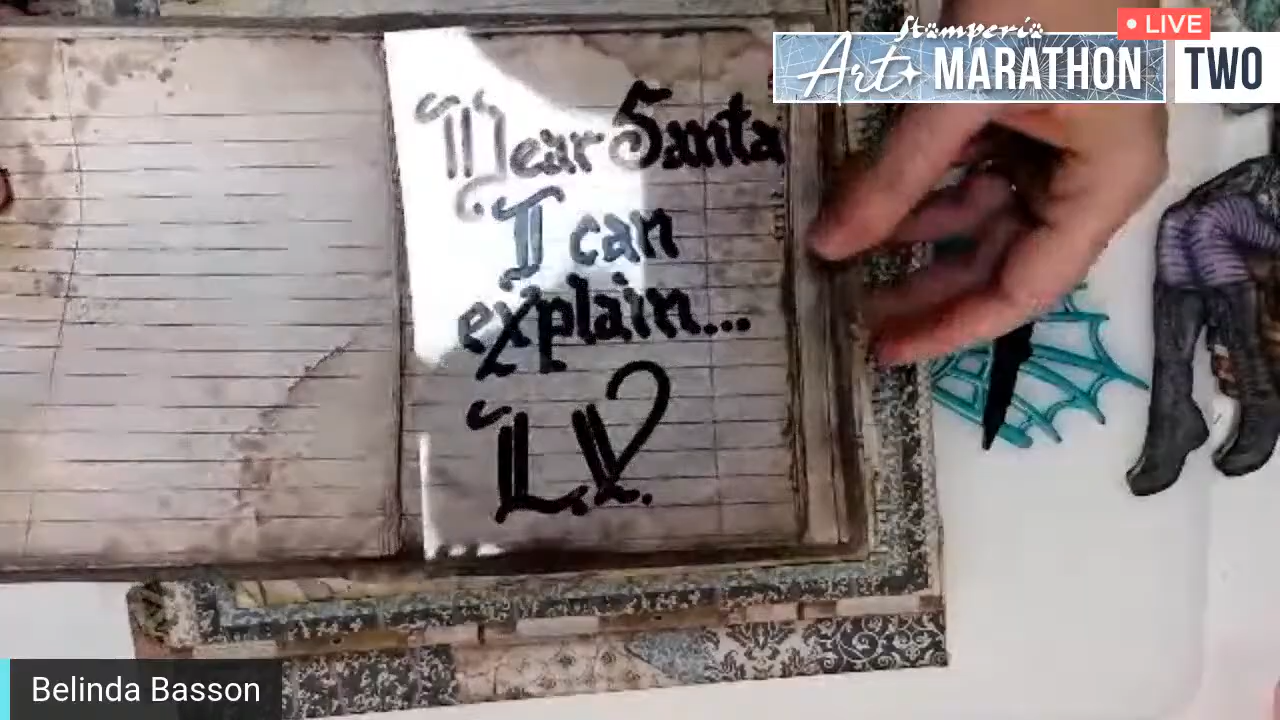 LIVE
Stamperia
Art MARATHON TWO
Dear Santa
I can
explain...
L.V.
Belinda Basson